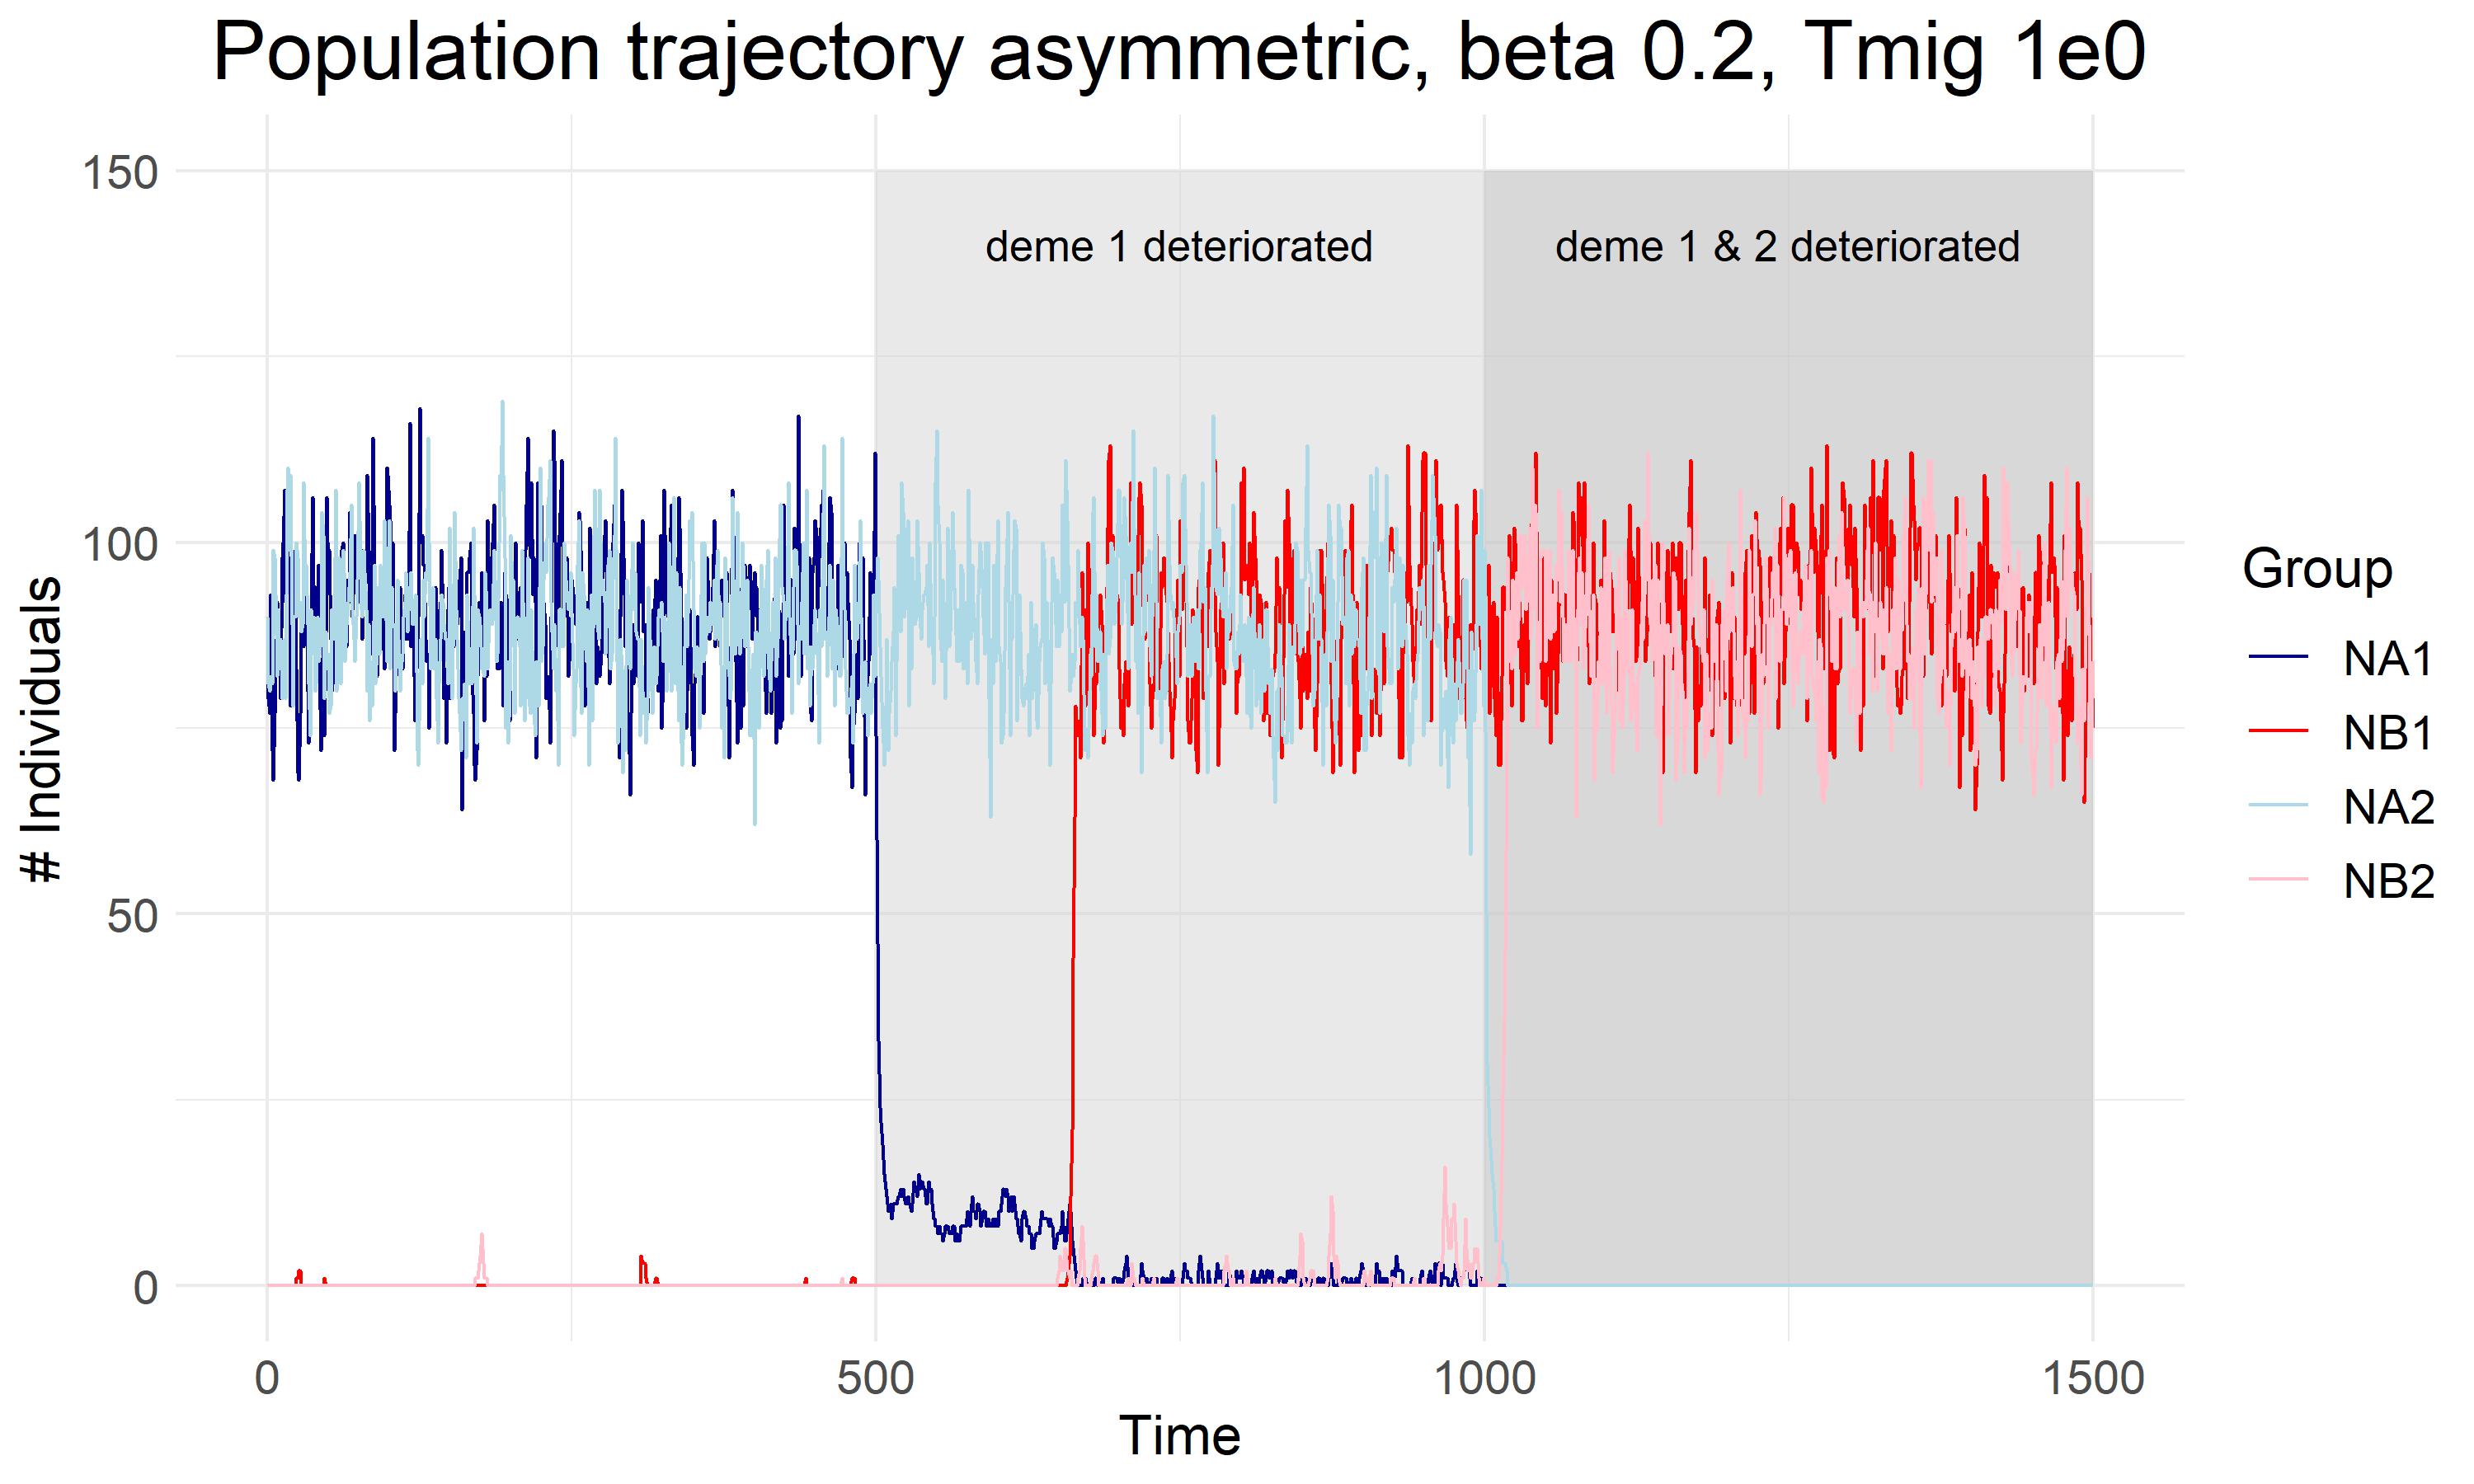 Population trajectory asymmetric, beta 0.2, Tmig 1e0
150
deme 1 deteriorated
deme 1 & 2 deteriorated
100
50
0
# Individuals
0
500
1000
1500
Time
Group
NA1
NB1
NA2
NB2